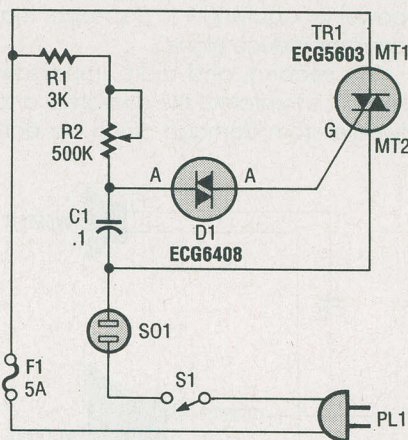 TR1
ECG5603
MT1
R1
3K
R2
500K
G
MT2
A
A
C1
.1
D1
ECG6408
SO1
F1
5A
S1
PL1